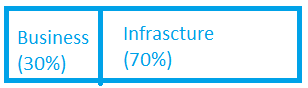 Business
(30%)
Infrascture
(70%)